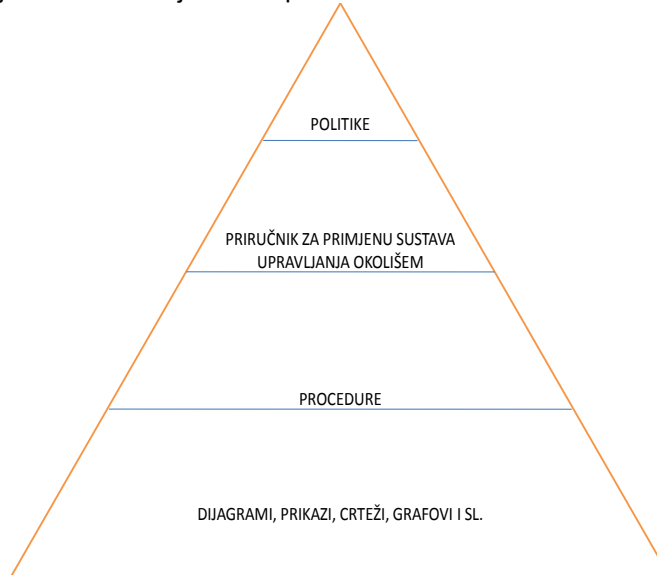 POLITIKE
PRIRUČNIK ZA PRIMJENU SUSTAVA
UPRAVLJANJA OKOLIŠEM
PROCEDURE
DIJAGRAMI, PRIKAZI, CRTEŽI, GRAFOVI I SL.